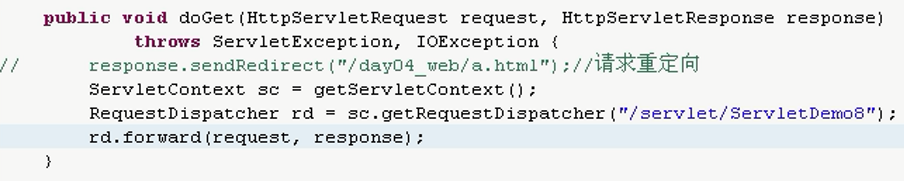 public void doGet(HttpServletRequest request, HttpServletResponse response)
throws ServletException, IOException {
// response.sendRedirect("/day04_web/a.html");//请求重定向
ServletContext sc = getServletContext();
RequestDispatcher rd = sc.getRequestDispatcher("/servlet/ServletDemo8");
rd.forward(request, response);
}